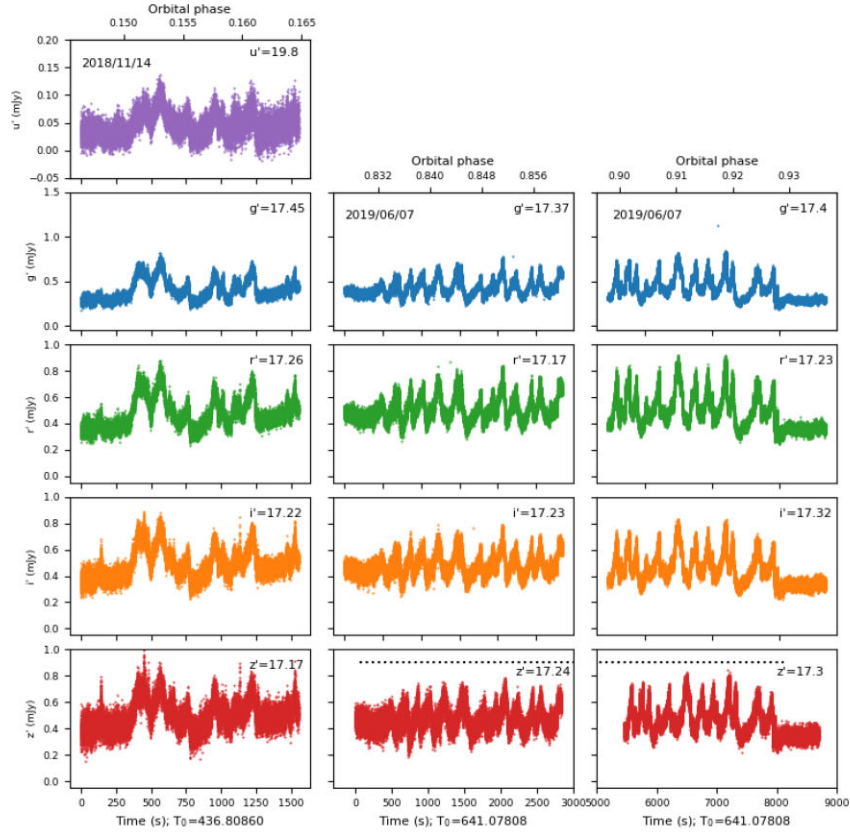 Orbital phase
0.150 0.155 0.160 0.165
0.20
0.15
0.10
0.05
0.00
−0.05
u' (mJy)
2018/11/14
u'=19.8
Orbital phase
0.832 0.840 0.848 0.856
Orbital phase
0.90 0.91 0.92 0.93
1.5
1.0
0.5
0.0
g' (mJy)
g'=17.45
2019/06/07
g'=17.37
2019/06/07
g'=17.4
1.0
0.8
0.6
0.4
0.2
0.0
r' (mJy)
r'=17.26
r'=17.17
r'=17.23
1.0
0.8
0.6
0.4
0.2
0.0
i' (mJy)
i'=17.22
i'=17.23
i'=17.32
1.0
0.8
0.6
0.4
0.2
0.0
z' (mJy)
z'=17.17
z'=17.24
z'=17.3
0 250 500 750 1000 1250 1500
0 500 1000 1500 2000 2500 3000
5000 6000 7000 8000 9000
Time (s); T0=436.80860
Time (s); T0=641.07808
Time (s); T0=641.07808